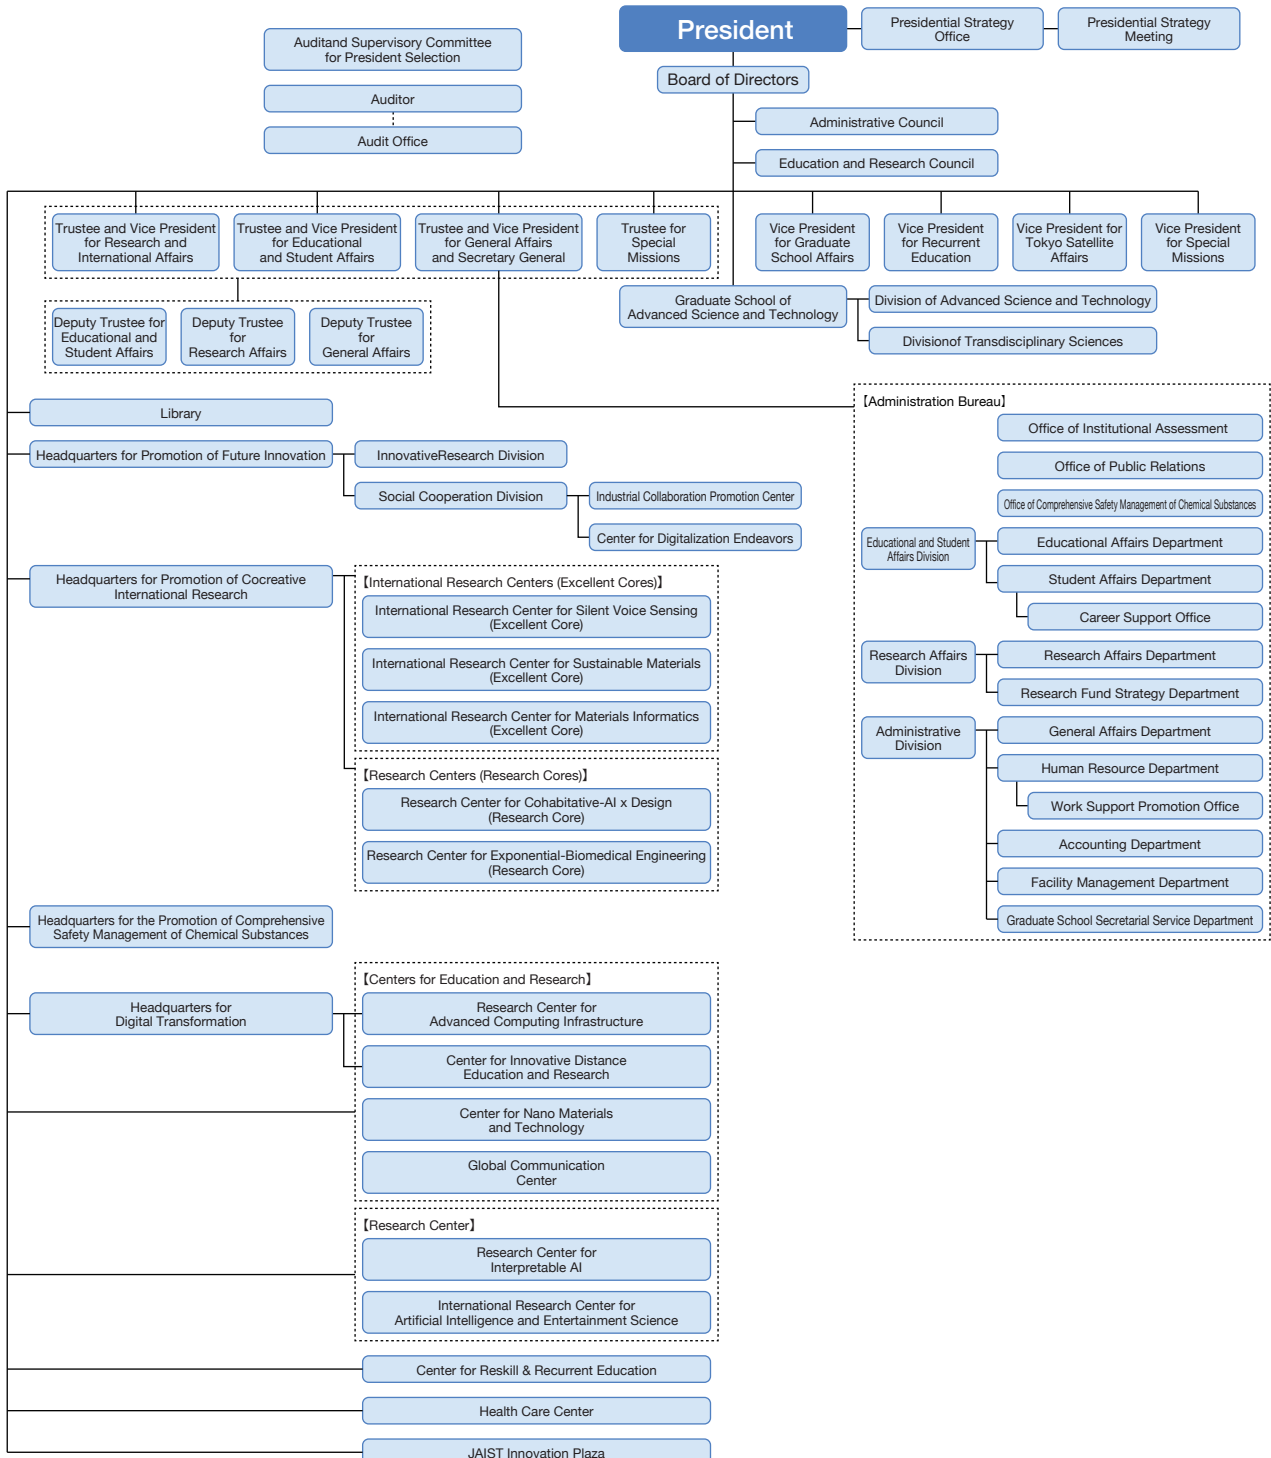 President
Presidential Strategy
Office
Presidential Strategy
Meeting
Auditand Supervisory Committee
for President Selection
Auditor
Audit Office
Board of Directors
Administrative Council
Education and Research Council
Trustee and Vice President
for Research and
International Affairs
Trustee and Vice President
for Educational
and Student Affairs
Trustee and Vice President
for General Affairs
and Secretary General
Trustee for
Special
Missions
Vice President
for Graduate
School Affairs
Vice President
for Recurrent
Education
Vice President for
Tokyo Satellite
Affairs
Vice President
for Special
Missions
Deputy Trustee for
Educational and
Student Affairs
Deputy Trustee
for
Research Affairs
Deputy Trustee
for
General Affairs
Graduate School of
Advanced Science and Technology
Division of Advanced Science and Technology
Divisionof Transdisciplinary Sciences
Library
Headquarters for Promotion of Future Innovation
InnovativeResearch Division
Social Cooperation Division
Industrial Collaboration Promotion Center
Center for Digitalization Endeavors
Headquarters for Promotion of Cocreative
International Research
【International Research Centers (Excellent Cores)】
International Research Center for Silent Voice Sensing
(Excellent Core)
International Research Center for Sustainable Materials
(Excellent Core)
International Research Center for Materials Informatics
(Excellent Core)
【Research Centers (Research Cores)】
Research Center for Cohabitative-AI x Design
(Research Core)
Research Center for Exponential-Biomedical Engineering
(Research Core)
Headquarters for the Promotion of Comprehensive
Safety Management of Chemical Substances
Headquarters for
Digital Transformation
【Centers for Education and Research】
Research Center for
Advanced Computing Infrastructure
Center for Innovative Distance
Education and Research
Center for Nano Materials
and Technology
Global Communication
Center
【Research Center】
Research Center for
Interpretable AI
International Research Center for
Artificial Intelligence and Entertainment Science
Center for Reskill & Recurrent Education
Health Care Center
JAIST Innovation Plaza
【Administration Bureau】
Office of Institutional Assessment
Office of Public Relations
Office of Comprehensive Safety Management of Chemical Substances
Educational and Student
Affairs Division
Educational Affairs Department
Student Affairs Department
Career Support Office
Research Affairs
Division
Research Affairs Department
Research Fund Strategy Department
Administrative
Division
General Affairs Department
Human Resource Department
Work Support Promotion Office
Accounting Department
Facility Management Department
Graduate School Secretarial Service Department